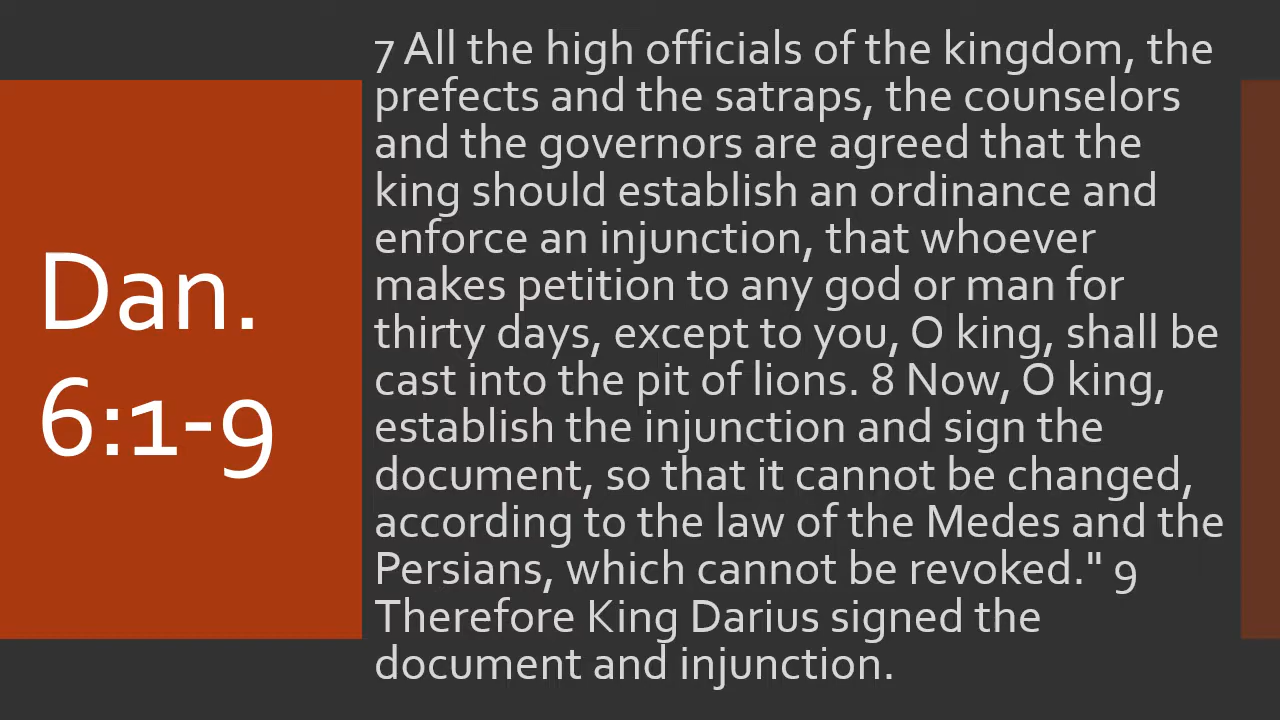 Dan.
6:1-9
7 All the high officials of the kingdom, the
prefects and the satraps, the counselors
and the governors are agreed that the
king should establish an ordinance and
enforce an injunction, that whoever
makes petition to any god or man for
thirty days, except to you, O king, shall be
cast into the pit of lions. 8 Now, O king,
establish the injunction and sign the
document, so that it cannot be changed,
according to the law of the Medes and the
Persians, which cannot be revoked." 9
Therefore King Darius signed the
document and injunction.